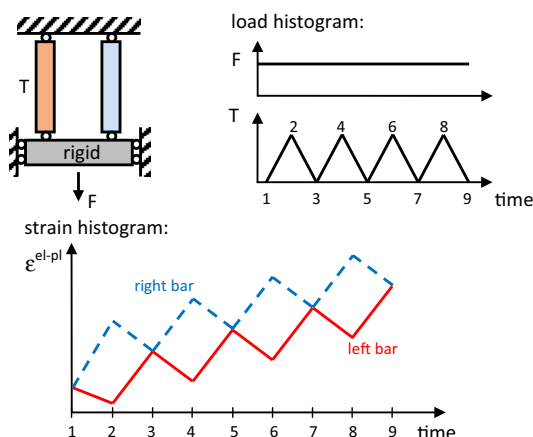 load histogram:
T
F
rigid
F
T
2 4 6 8
1 3 5 7 9 time
strain histogram:
ε^el-pl
right bar
left bar
1 2 3 4 5 6 7 8 9 time